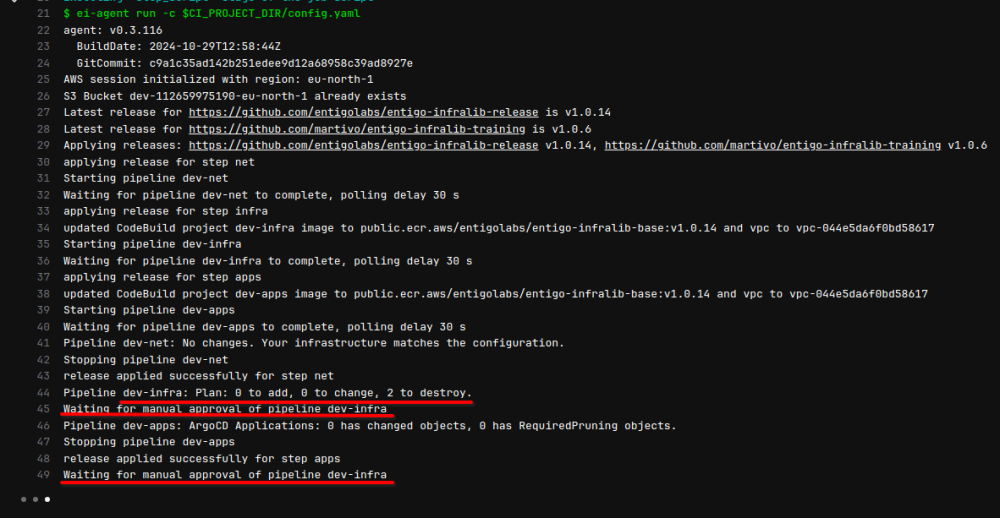 21 $ ei-agent run -c $CI_PROJECT_DIR/config.yaml
22 agent: v0.3.116
23 BuildDate: 2024-10-29T12:58:44Z
24 GitCommit: c9a1c35ad142b251edee9d12a68958c39ad8927e
25 AWS session initialized with region: eu-north-1
26 S3 Bucket dev-112659975190-eu-north-1 already exists
27 Latest release for https://github.com/entigolabs/entigo-infralib-release is v1.0.14
28 Latest release for https://github.com/martivo/entigo-infralib-training is v1.0.6
29 Applying releases: https://github.com/entigolabs/entigo-infralib-release v1.0.14, https://github.com/martivo/entigo-infralib-training v1.0.6
30 applying release for step net
31 Starting pipeline dev-net
32 Waiting for pipeline dev-net to complete, polling delay 30 s
33 applying release for step infra
34 updated CodeBuild project dev-infra image to public.ecr.aws/entigolabs/entigo-infralib-base:v1.0.14 and vpc to vpc-044e5da6f0bd58617
35 Starting pipeline dev-infra
36 Waiting for pipeline dev-infra to complete, polling delay 30 s
37 applying release for step apps
38 updated CodeBuild project dev-apps image to public.ecr.aws/entigolabs/entigo-infralib-base:v1.0.14 and vpc to vpc-044e5da6f0bd58617
39 Starting pipeline dev-apps
40 Waiting for pipeline dev-apps to complete, polling delay 30 s
41 Pipeline dev-net: No changes. Your infrastructure matches the configuration.
42 Stopping pipeline dev-net
43 release applied successfully for step net
44 Pipeline dev-infra: Plan: 0 to add, 0 to change, 2 to destroy.
45 Waiting for manual approval of pipeline dev-infra
46 Pipeline dev-apps: ArgoCD Applications: 0 has changed objects, 0 has RequiredPruning objects.
47 Stopping pipeline dev-apps
48 release applied successfully for step apps
49 Waiting for manual approval of pipeline dev-infra